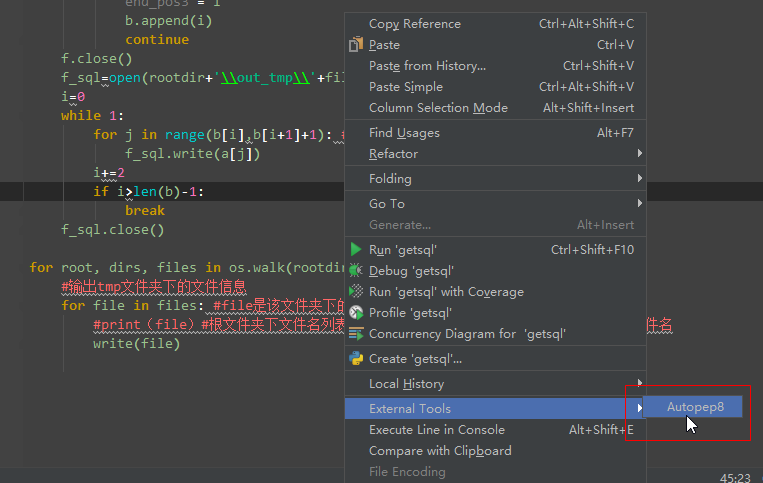 end_pos3 = 1
b.append(i)
continue
f.close()
f_sql=open(rootdir+'\\out_tmp\\'+fil
i=0
while 1:
for j in range(b[i],b[i+1]+1): #
f_sql.write(a[j])
i+=2
if i>len(b)-1:
break
f_sql.close()
for root, dirs, files in os.walk(rootdir
#输出tmp文件夹下的文件信息
for file in files: #file是该文件夹下的
#print（file）#根文件夹下文件名列表
件名
write(file)
Copy Reference Ctrl+Alt+Shift+C
Paste Ctrl+V
Paste from History... Ctrl+Shift+V
Paste Simple Ctrl+Alt+Shift+V
Column Selection Mode Alt+Shift+Insert
Find Usages Alt+F7
Refactor
Folding
Go To
Generate... Alt+Insert
Run 'getsql' Ctrl+Shift+F10
Debug 'getsql'
Run 'getsql' with Coverage
Profile 'getsql'
Concurrency Diagram for 'getsql'
Create 'getsql'...
Local History
External Tools
Autopep8
Execute Line in Console Alt+Shift+E
Compare with Clipboard
File Encoding
45:23